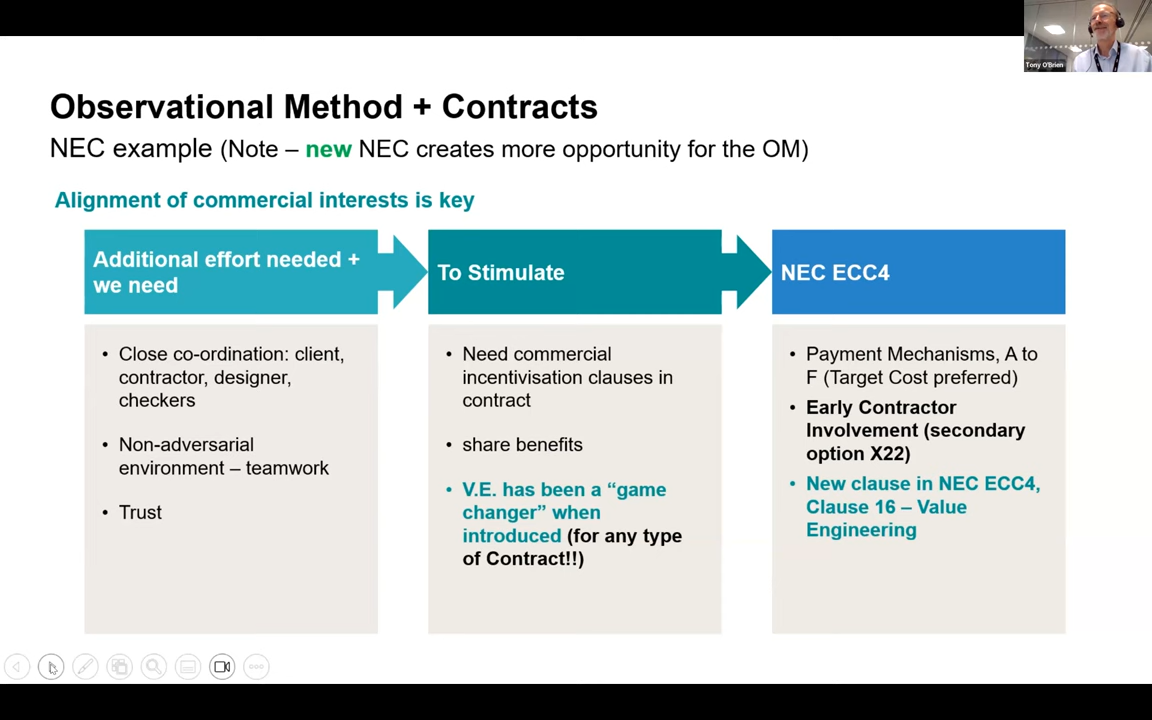 Tony O'Brien
Observational Method + Contracts
NEC example (Note – new NEC creates more opportunity for the OM)
Alignment of commercial interests is key
Additional effort needed +
we need
• Close co-ordination: client,
contractor, designer,
checkers
• Non-adversarial
environment – teamwork
• Trust
To Stimulate
• Need commercial
incentivisation clauses in
contract
• share benefits
• V.E. has been a “game
changer” when
introduced (for any type
of Contract!!)
NEC ECC4
• Payment Mechanisms, A to
F (Target Cost preferred)
• Early Contractor
Involvement (secondary
option X22)
• New clause in NEC ECC4,
Clause 16 – Value
Engineering